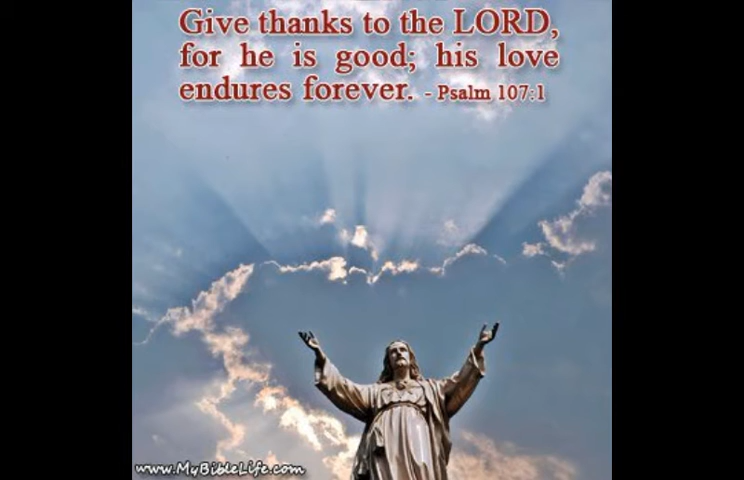 Give thanks to the LORD,
for he is good; his love
endures forever. - Psalm 107:1
www.MyBibleLife.com